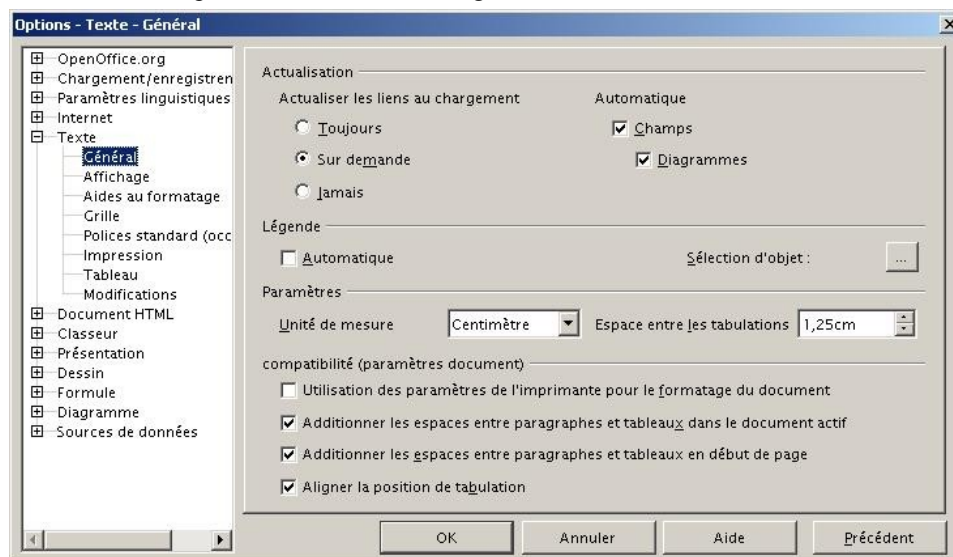 Options - Texte - Général
OpenOffice.org
Chargement/enregistren
Paramètres linguistiques
Internet
Texte
Général
Affichage
Aides au formatage
Grille
Polices standard (occ
Impression
Tableau
Modifications
Document HTML
Classeur
Présentation
Dessin
Formule
Diagramme
Sources de données
Actualisation
Actualiser les liens au chargement
Toujours
Sur demande
Jamais
Automatique
Champs
Diagrammes
Légende
Automatique
Sélection d'objet :
...
Paramètres
Unité de mesure
Centimètre
Espace entre les tabulations
1,25cm
compatibilité (paramètres document)
Utilisation des paramètres de l'imprimante pour le formatage du document
Additionner les espaces entre paragraphes et tableaux dans le document actif
Additionner les espaces entre paragraphes et tableaux en début de page
Aligner la position de tabulation
OK
Annuler
Aide
Précédent